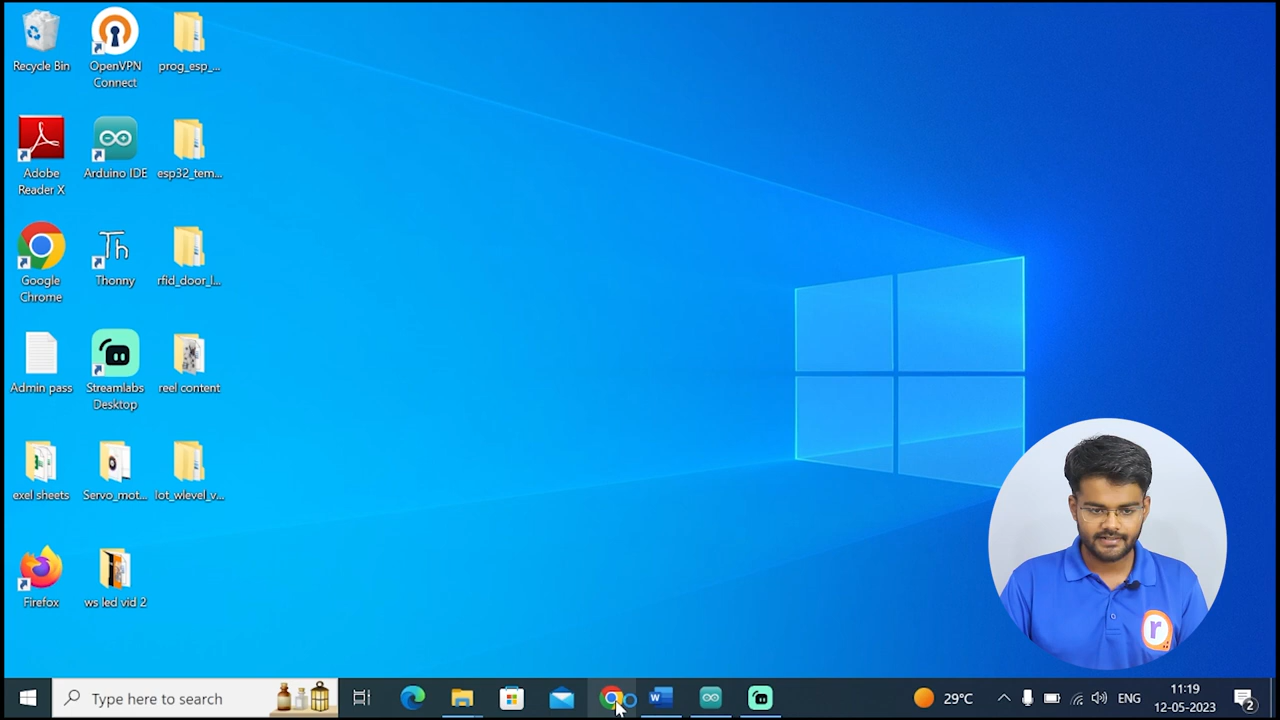 Recycle Bin
OpenVPN
Connect
prog_esp_...
Adobe
Reader X
Arduino IDE
esp32_tem...
Google
Chrome
Th
Thonny
rfid_door_l...
Admin pass
Streamlabs
Desktop
reel content
exel sheets
Servo_mot...
lot_wlevel_v...
Firefox
ws led vid 2
r
Type here to search
W
29°C
ENG
11:19
12-05-2023
2